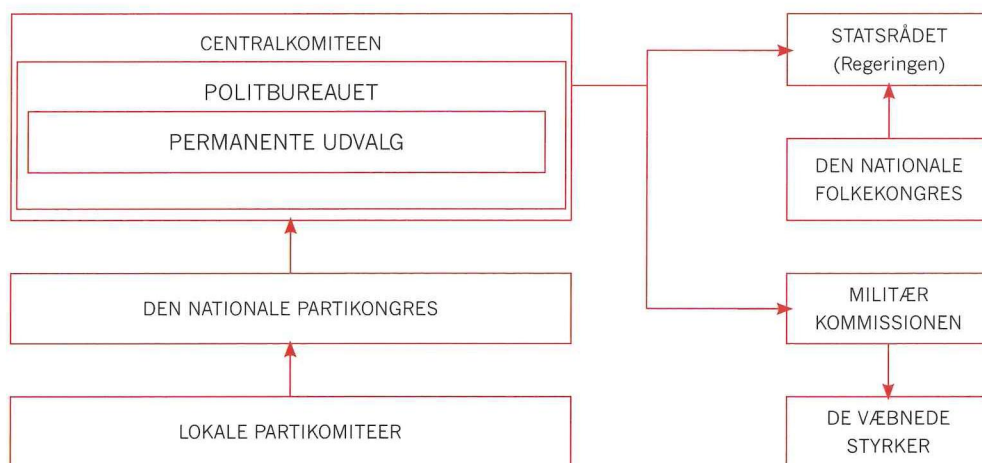 CENTRALKOMITEEN
POLITBUREAUET
PERMANENTE UDVALG
DEN NATIONALE PARTIKONGRES
LOKALE PARTIKOMITEER
STATSRÅDET
(Regeringen)
DEN NATIONALE
FOLKEKONGRES
MILITÆR
KOMMISSIONEN
DE VÆBNEDE
STYRKER